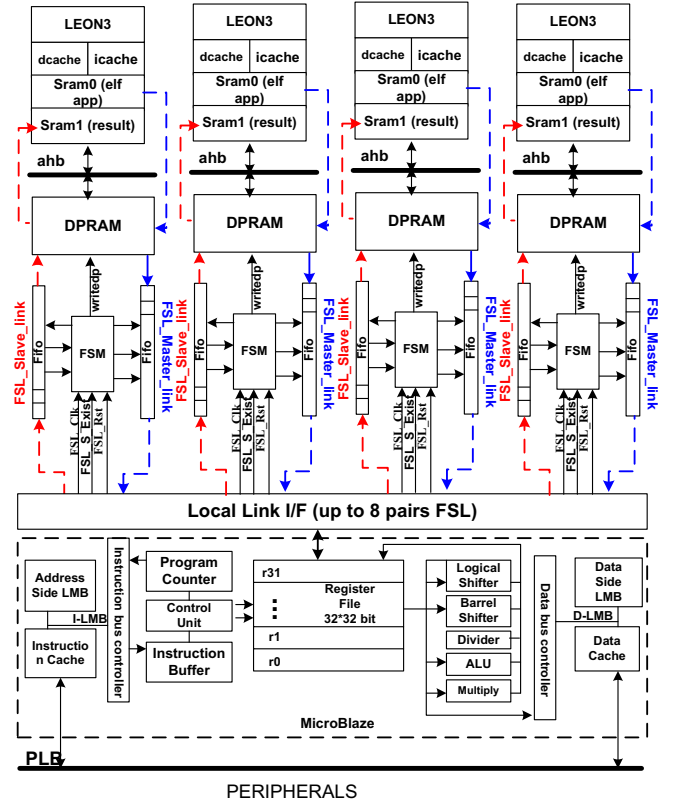 LEON3
dcache
icache
Sram0 (elf
app)
Sram1 (result)
ahb
DPRAM
writedp
FSL_Slave_link
Fifo
FSM
Fifo
FSL_Master_link
FSL_Clk
FSL_S_Exist
FSL_Rst
LEON3
dcache
icache
Sram0 (elf
app)
Sram1 (result)
ahb
DPRAM
writedp
FSL_Slave_link
Fifo
FSM
Fifo
FSL_Master_link
FSL_Clk
FSL_S_Exist
FSL_Rst
LEON3
dcache
icache
Sram0 (elf
app)
Sram1 (result)
ahb
DPRAM
writedp
FSL_Slave_link
Fifo
FSM
Fifo
FSL_Master_link
FSL_Clk
FSL_S_Exist
FSL_Rst
LEON3
dcache
icache
Sram0 (elf
app)
Sram1 (result)
ahb
DPRAM
writedp
FSL_Slave_link
Fifo
FSM
Fifo
FSL_Master_link
FSL_Clk
FSL_S_Exist
FSL_Rst
Local Link I/F (up to 8 pairs FSL)
Address
Side LMB
I-LMB
Instructio
n Cache
Instruction bus controller
Program
Counter
Control
Unit
Instruction
Buffer
r31
Register
File
32*32 bit
r1
r0
Logical
Shifter
Barrel
Shifter
Divider
ALU
Multiply
Data bus controller
Data
Side
LMB
D-LMB
Data
Cache
MicroBlaze
PLB
PERIPHERALS